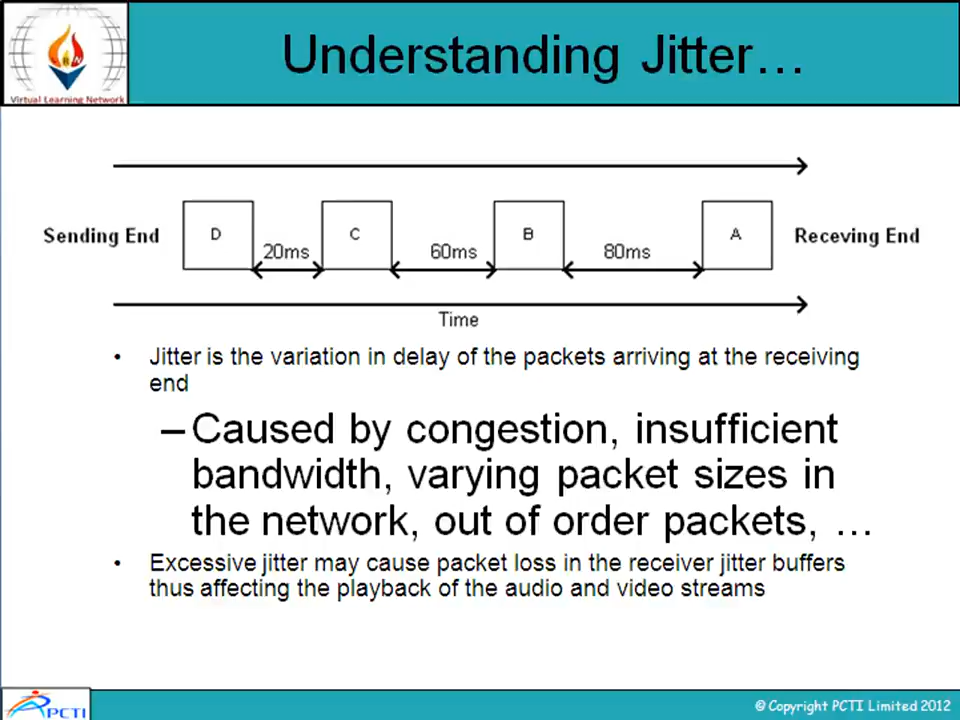 Understanding Jitter…
Virtual Learning Network
Sending End
D
20ms
C
60ms
B
80ms
A
Receving End
Time
• Jitter is the variation in delay of the packets arriving at the receiving
end
– Caused by congestion, insufficient
bandwidth, varying packet sizes in
the network, out of order packets, …
• Excessive jitter may cause packet loss in the receiver jitter buffers
thus affecting the playback of the audio and video streams
PCTI
© Copyright PCTI Limited 2012